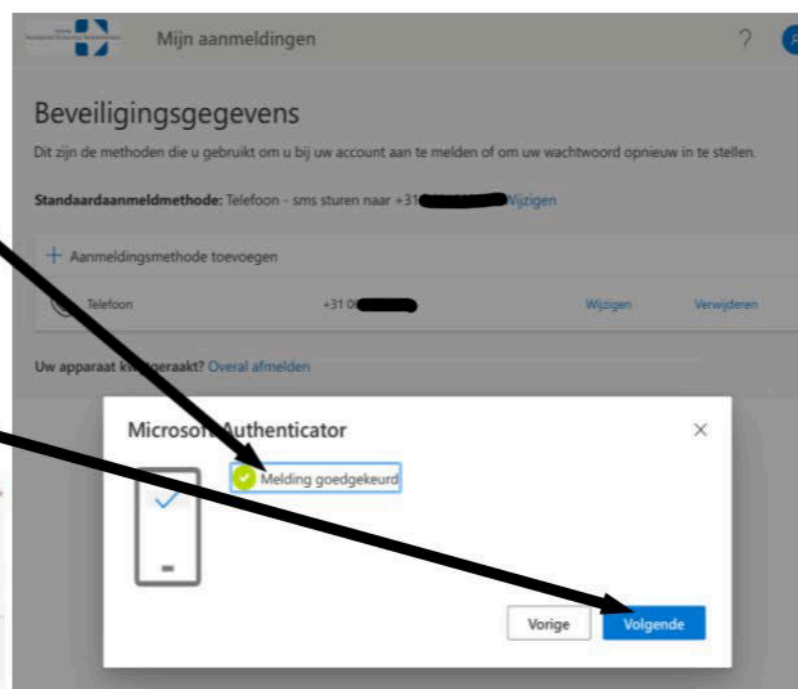 Mijn aanmeldingen
?
Beveiligingsgegevens
Dit zijn de methoden die u gebruikt om u bij uw account aan te melden of om uw wachtwoord opnieuw in te stellen.
Standaardaanmeldmethode: Telefoon - sms sturen naar +31 Wijzigen
+ Aanmeldingsmethode toevoegen
Telefoon +31 0 Wijzigen Verwijderen
Uw apparaat kwijtgeraakt? Overal afmelden
Microsoft Authenticator
Melding goedgekeurd
Vorige Volgende